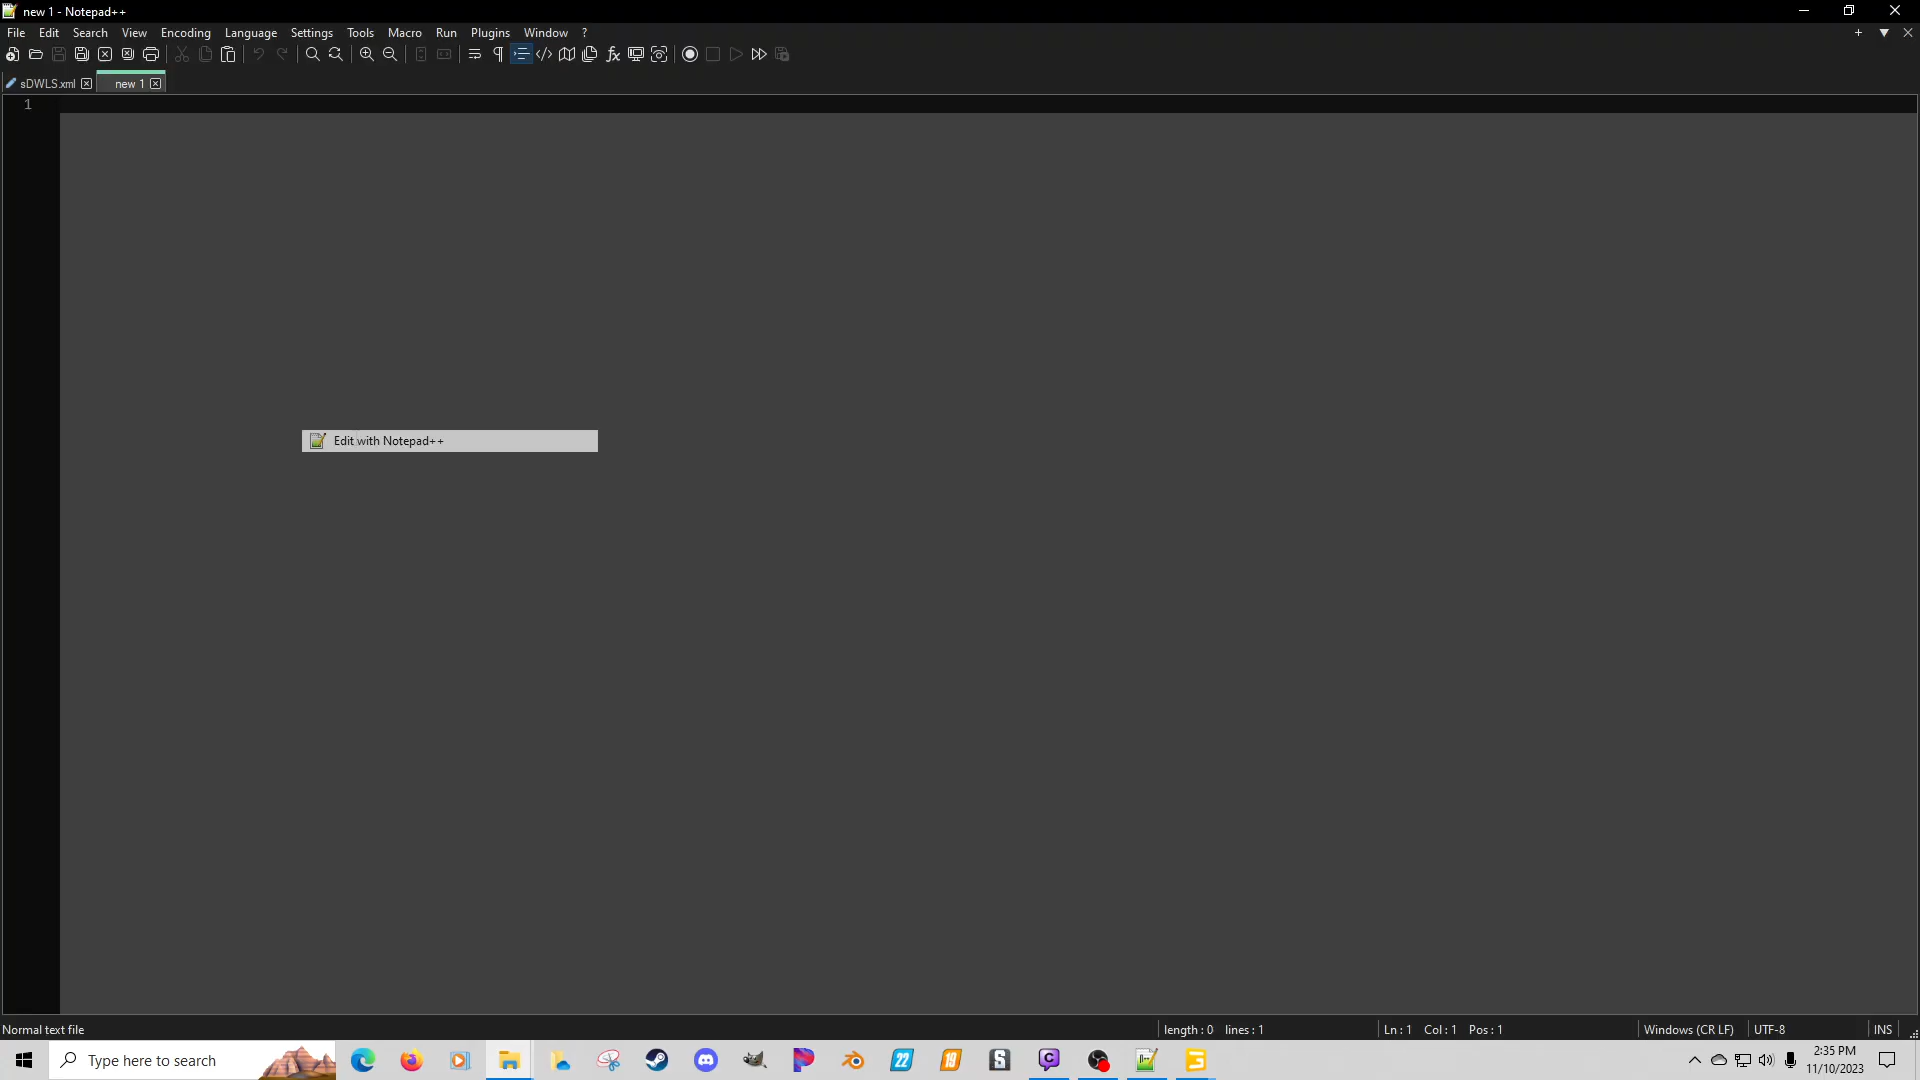 new 1 - Notepad++
File Edit Search View Encoding Language Settings Tools Macro Run Plugins Window ?
sDWLS.xml new 1
1
Edit with Notepad++
Normal text file length : 0 lines : 1 Ln : 1 Col : 1 Pos : 1 Windows (CR LF) UTF-8 INS
Type here to search 22 19 S 2:35 PM
11/10/2023